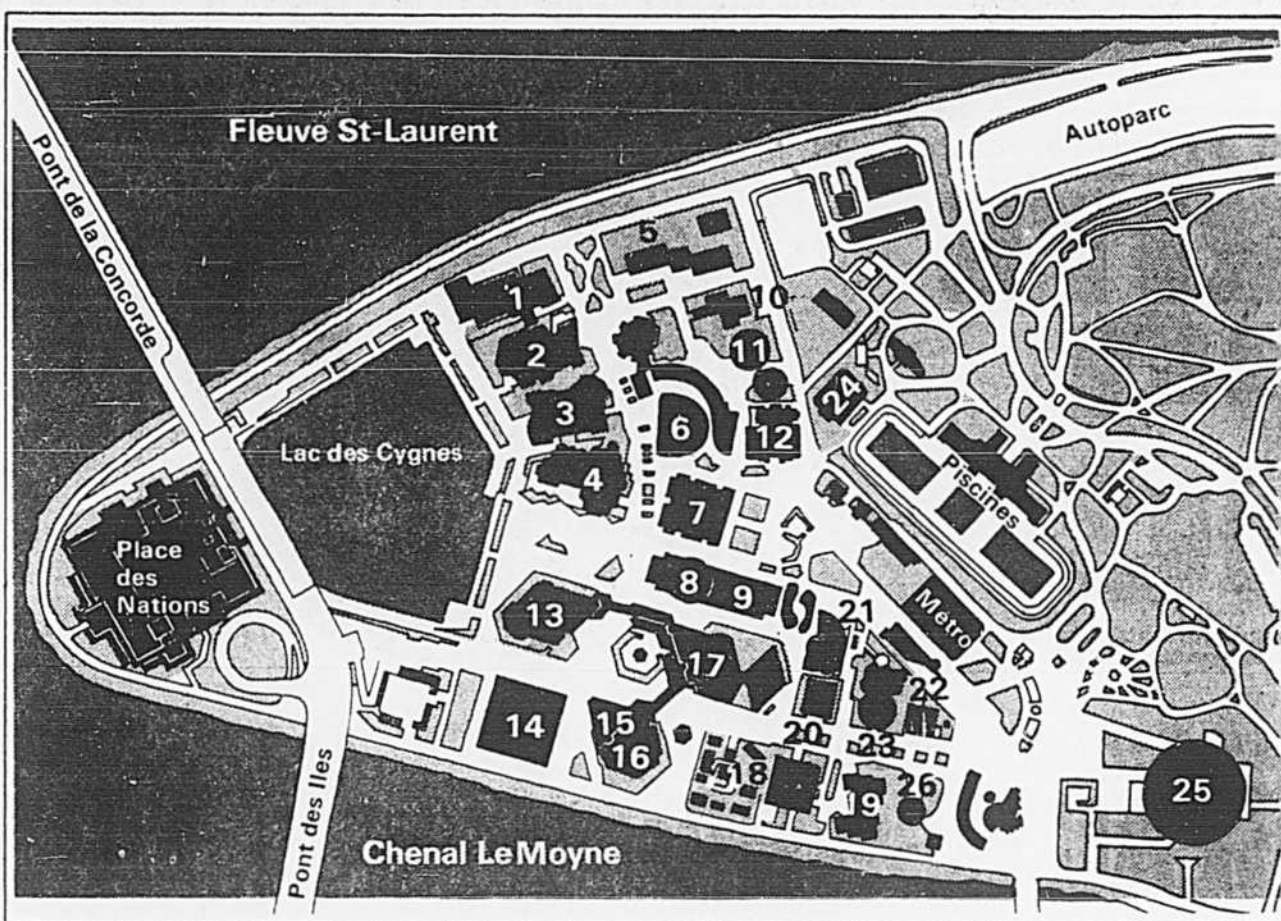 Fleuve St-Laurent
Autoparc
Pont de la Concorde
5
1
10
2
11
24
3
6
12
Lac des Cygnes
4
Piscines
7
Place
des
Nations
8
9
13
21
Métro
17
22
14
15
16
20
23
18
19
26
25
Pont des Iles
Chenal LeMoyne